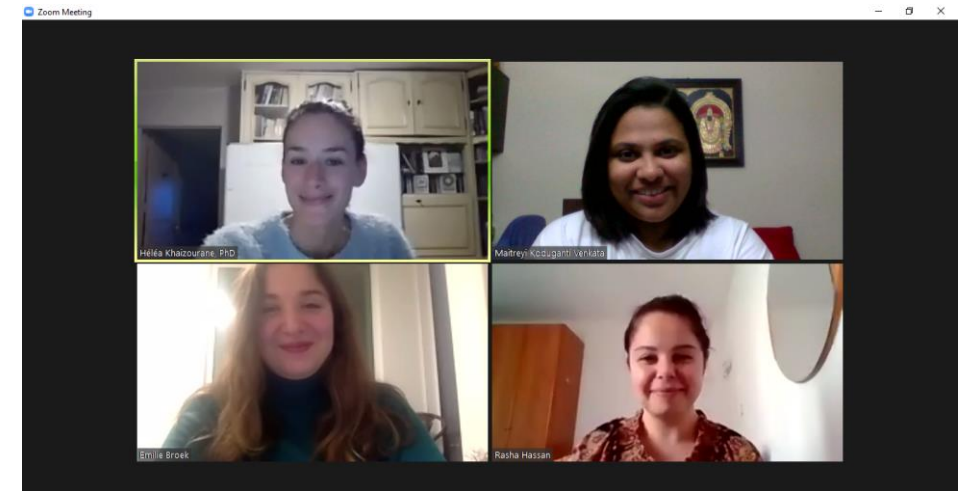 Zoom Meeting
Héléa Khaizourane, PhD
Maitreyi Koduganti Venkata
Emilie Broek
Rasha Hassan